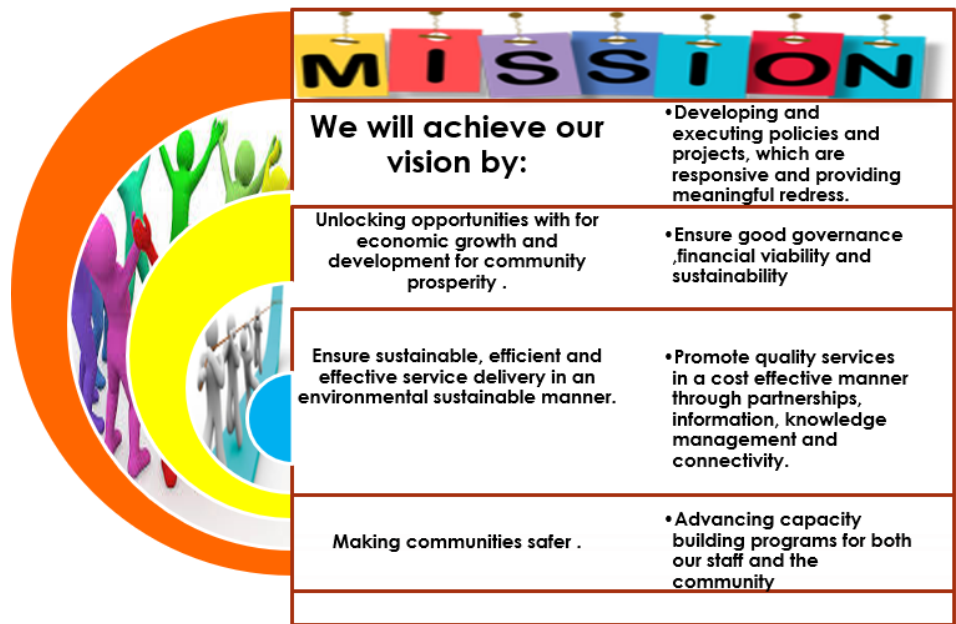 MISSION
We will achieve our
vision by:
•Developing and
executing policies and
projects, which are
responsive and providing
meaningful redress.
Unlocking opportunities with for
economic growth and
development for community
prosperity .
•Ensure good governance
,financial viability and
sustainability
Ensure sustainable, efficient and
effective service delivery in an
environmental sustainable manner.
•Promote quality services
in a cost effective manner
through partnerships,
information, knowledge
management and
connectivity.
Making communities safer .
•Advancing capacity
building programs for both
our staff and the
community